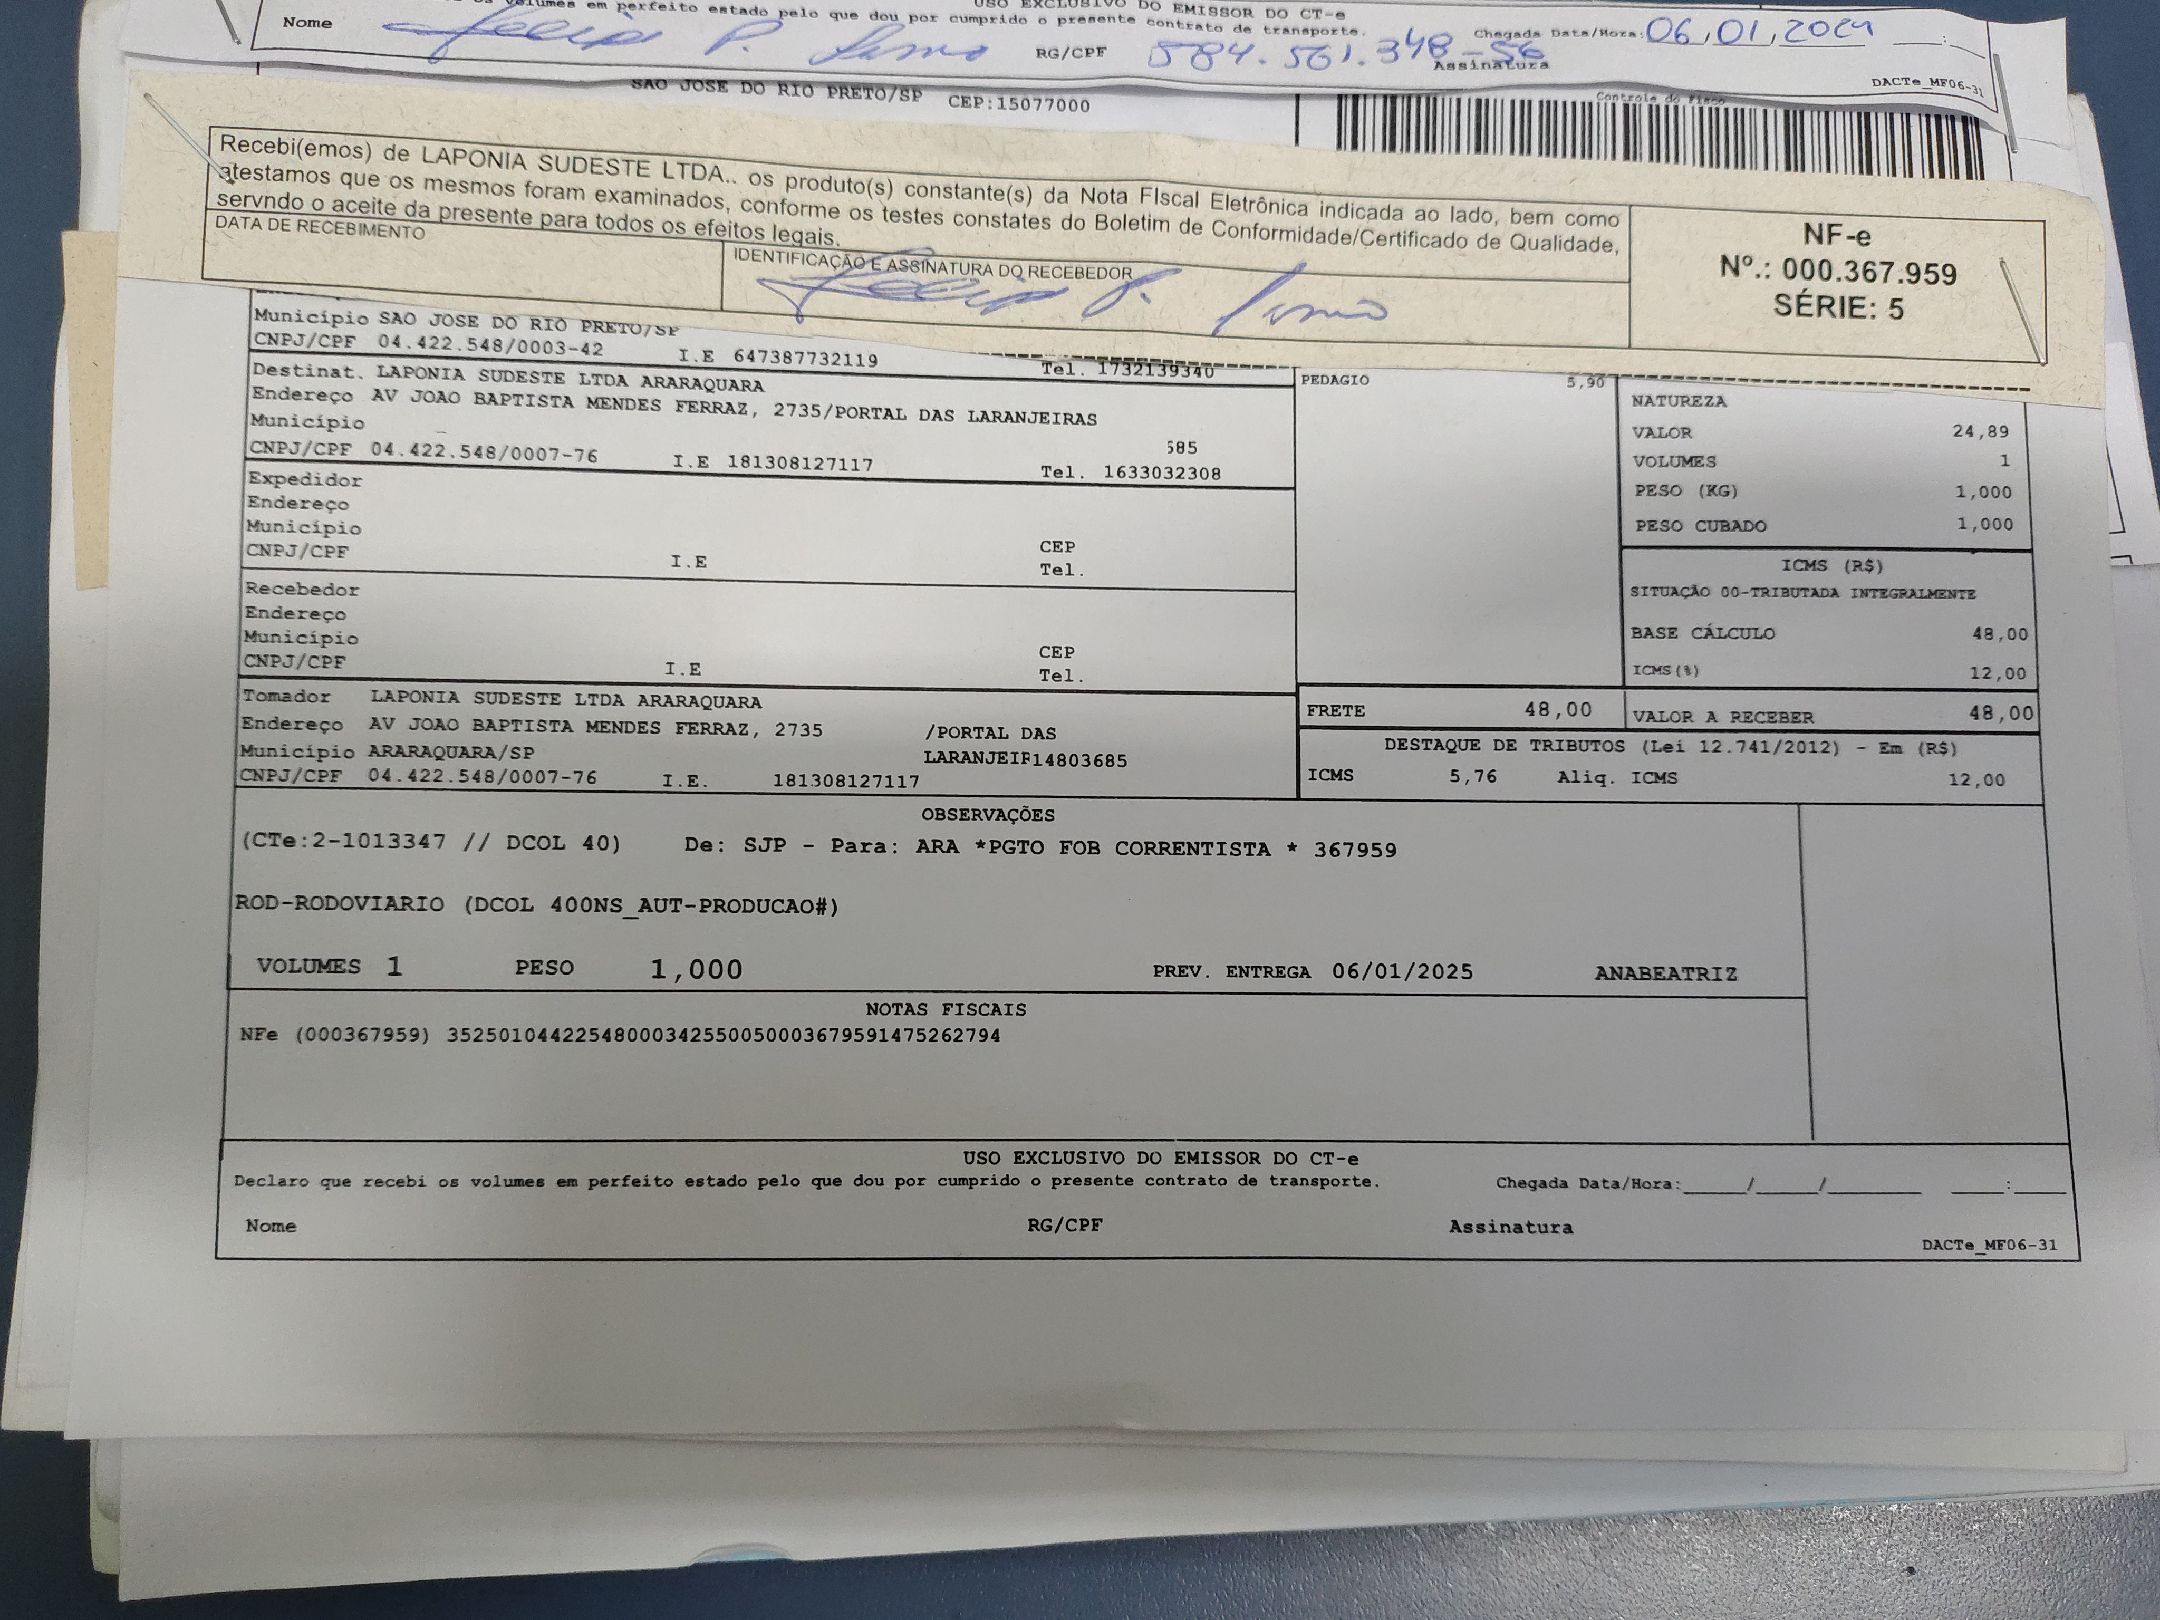 USO EXCLUSIVO DO EMISSOR DO CT-e
os volumes em perfeito estado pelo que dou por cumprido o presente contrato de transporte.
Chegada Data/Hora: 06/01/2024 :
Nome P. RG/CPF 584.561.348-56
Assinatura
DACTe_MF06-31
SAO JOSE DO RIO PRETO/SP CEP:15077000
Controle do Fisco
Recebi(emos) de LAPONIA SUDESTE LTDA.. os produto(s) constante(s) da Nota FIscal Eletrônica indicada ao lado, bem como
atestamos que os mesmos foram examinados, conforme os testes constates do Boletim de Conformidade/Certificado de Qualidade,
servndo o aceite da presente para todos os efeitos legais.
DATA DE RECEBIMENTO
IDENTIFICAÇÃO E ASSINATURA DO RECEBEDOR
P.
NF-e
Nº.: 000.367.959
SÉRIE: 5
Município SAO JOSE DO RIO PRETO/SP
CNPJ/CPF 04.422.548/0003-42 I.E 647387732119 Tel. 1732139340
Destinat. LAPONIA SUDESTE LTDA ARARAQUARA
Endereço AV JOAO BAPTISTA MENDES FERRAZ, 2735/PORTAL DAS LARANJEIRAS
Município 585
CNPJ/CPF 04.422.548/0007-76 I.E 181308127117 Tel. 1633032308
Expedidor
Endereço
Município CEP
CNPJ/CPF I.E Tel.
Recebedor
Endereço
Município CEP
CNPJ/CPF I.E Tel.
Tomador LAPONIA SUDESTE LTDA ARARAQUARA
Endereço AV JOAO BAPTISTA MENDES FERRAZ, 2735 /PORTAL DAS
Município ARARAQUARA/SP LARANJEIR14803685
CNPJ/CPF 04.422.548/0007-76 I.E. 181308127117
PEDAGIO 5,90
NATUREZA
VALOR 24,89
VOLUMES 1
PESO (KG) 1,000
PESO CUBADO 1,000
ICMS (R$)
SITUAÇÃO 00-TRIBUTADA INTEGRALMENTE
BASE CÁLCULO 48,00
ICMS(%) 12,00
FRETE 48,00 VALOR A RECEBER 48,00
DESTAQUE DE TRIBUTOS (Lei 12.741/2012) - Em (R$)
ICMS 5,76 Aliq. ICMS 12,00
OBSERVAÇÕES
(CTe:2-1013347 // DCOL 40) De: SJP - Para: ARA *PGTO FOB CORRENTISTA * 367959
ROD-RODOVIARIO (DCOL 400NS_AUT-PRODUCAO#)
VOLUMES 1 PESO 1,000 PREV. ENTREGA 06/01/2025 ANABEATRIZ
NOTAS FISCAIS
NFe (000367959) 35250104422548000342550050003679591475262794
USO EXCLUSIVO DO EMISSOR DO CT-e
Declaro que recebi os volumes em perfeito estado pelo que dou por cumprido o presente contrato de transporte. Chegada Data/Hora:_____/_____/________ ____:____
Nome RG/CPF Assinatura
DACTe_MF06-31